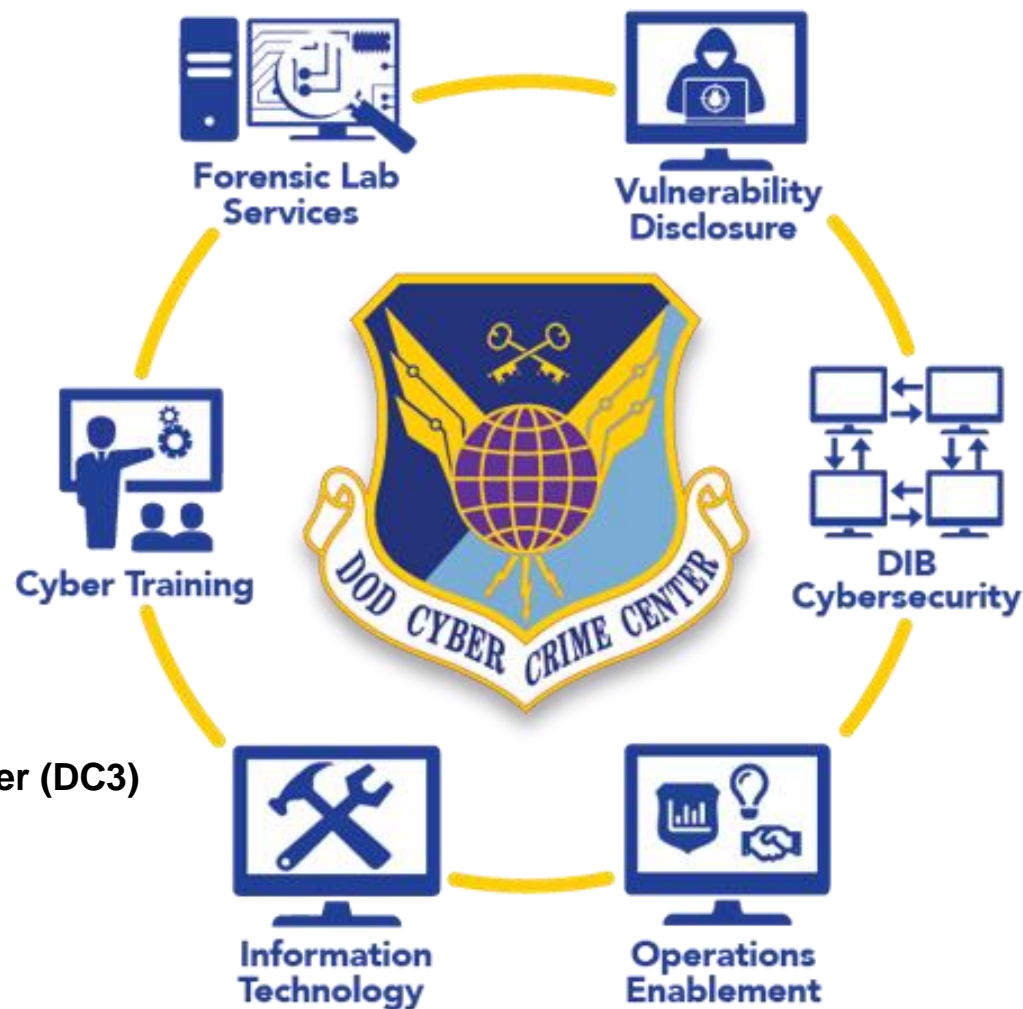 Forensic Lab
Services
Vulnerability
Disclosure
Cyber Training
DIB
Cybersecurity
DOD CYBER CRIME CENTER
er (DC3)
Information
Technology
Operations
Enablement